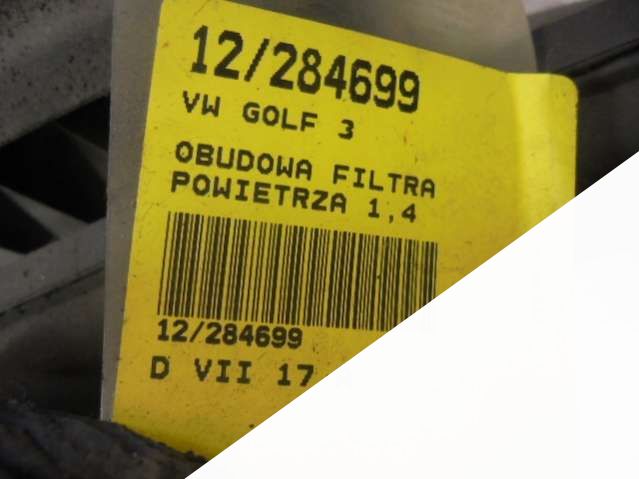 12/284699
VW GOLF 3
OBUDOWA FILTRA
POWIETRZA 1,4
12/284699
D VII 17